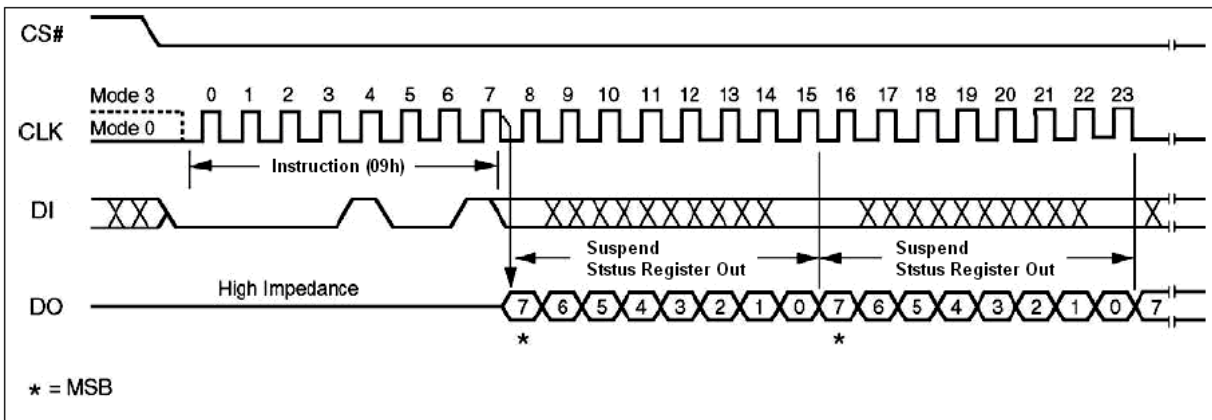 CS#
Mode 3
0 1 2 3 4 5 6 7 8 9 10 11 12 13 14 15 16 17 18 19 20 21 22 23
CLK
Mode 0
Instruction (09h)
DI
Suspend
Ststus Register Out
Suspend
Ststus Register Out
High Impedance
DO
7 6 5 4 3 2 1 0 7 6 5 4 3 2 1 0 7
* *
* = MSB